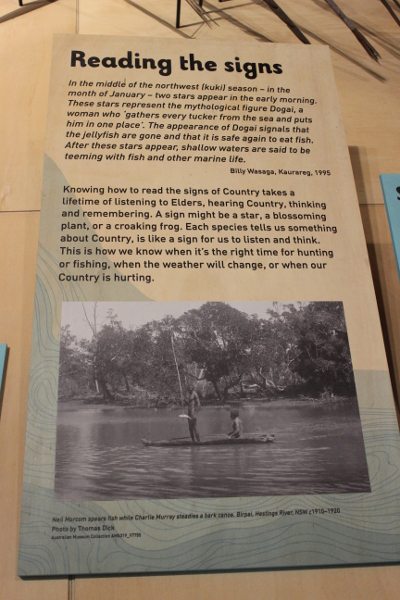 Reading the signs
In the middle of the northwest (kuki) season – in the
month of January – two stars appear in the early morning.
These stars represent the mythological figure Dogai, a
woman who 'gathers every tucker from the sea and puts
him in one place'. The appearance of Dogai signals that
the jellyfish are gone and that it is safe again to eat fish.
After these stars appear, shallow waters are said to be
teeming with fish and other marine life.
Billy Wasaga, Kaurareg, 1995
Knowing how to read the signs of Country takes a
lifetime of listening to Elders, hearing Country, thinking
and remembering. A sign might be a star, a blossoming
plant, or a croaking frog. Each species tells us something
about Country, is like a sign for us to listen and think.
This is how we know when it's the right time for hunting
or fishing, when the weather will change, or when our
Country is hurting.
Neil Morcom spears fish while Charlie Murray steadies a bark canoe. Birpai, Hastings River, NSW c1910–1920.
Photo by Thomas Dick
Australian Museum Collection